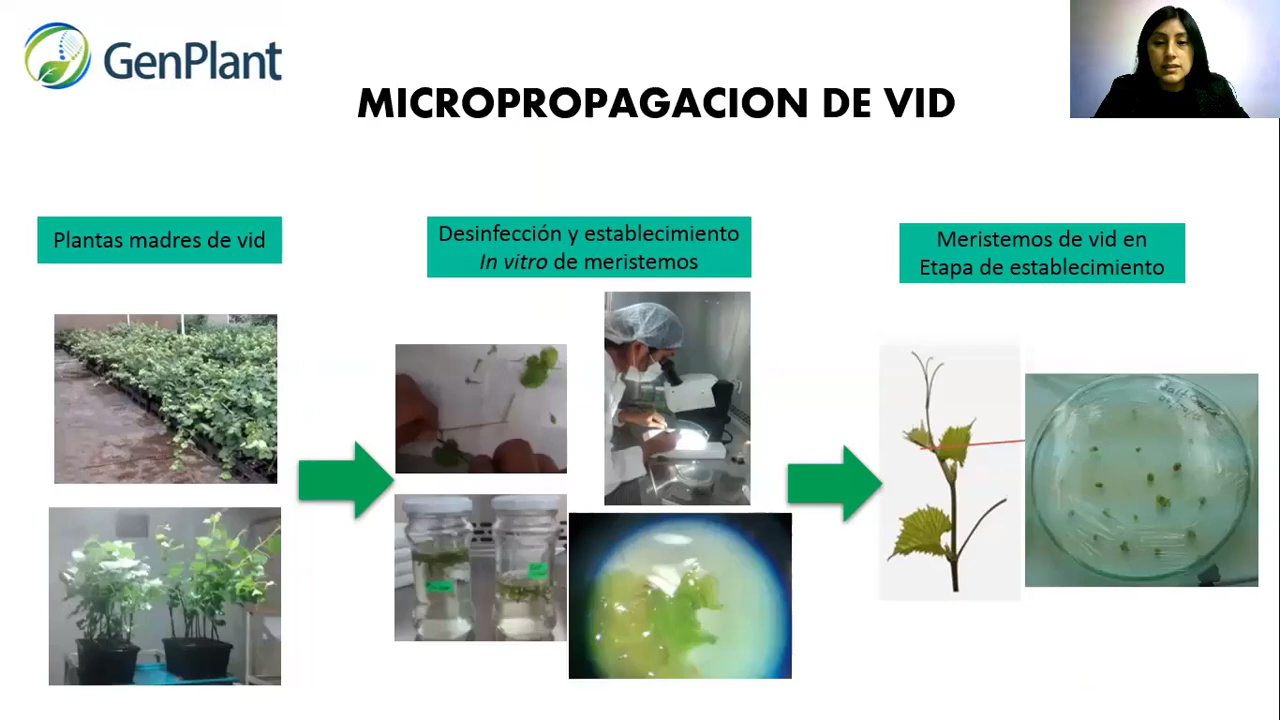 GenPlant
MICROPROPAGACION DE VID
Plantas madres de vid
Desinfección y establecimiento
In vitro de meristemos
Meristemos de vid en
Etapa de establecimiento